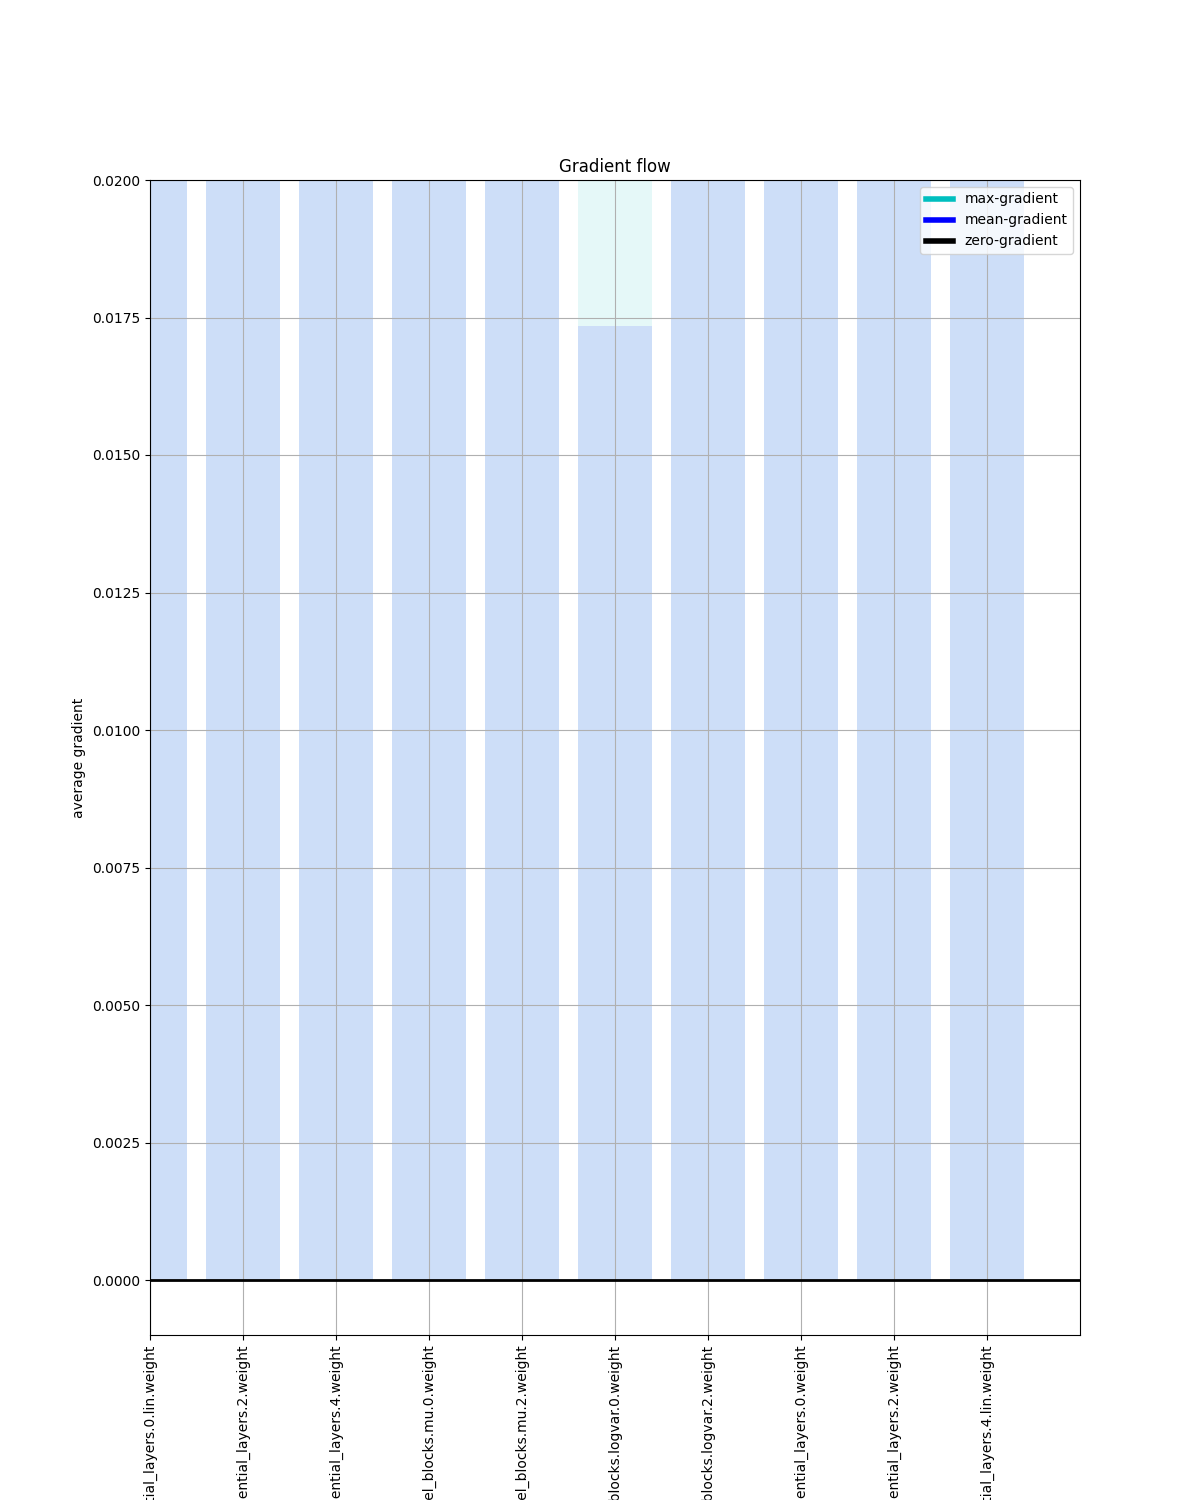 Gradient flow
max-gradient
mean-gradient
zero-gradient
0.0200
0.0175
0.0150
0.0125
0.0100
0.0075
0.0050
0.0025
0.0000
average gradient
tial_layers.0.lin.weight
ential_layers.2.weight
ential_layers.4.weight
el_blocks.mu.0.weight
el_blocks.mu.2.weight
blocks.logvar.0.weight
blocks.logvar.2.weight
ential_layers.0.weight
ential_layers.2.weight
tial_layers.4.lin.weight